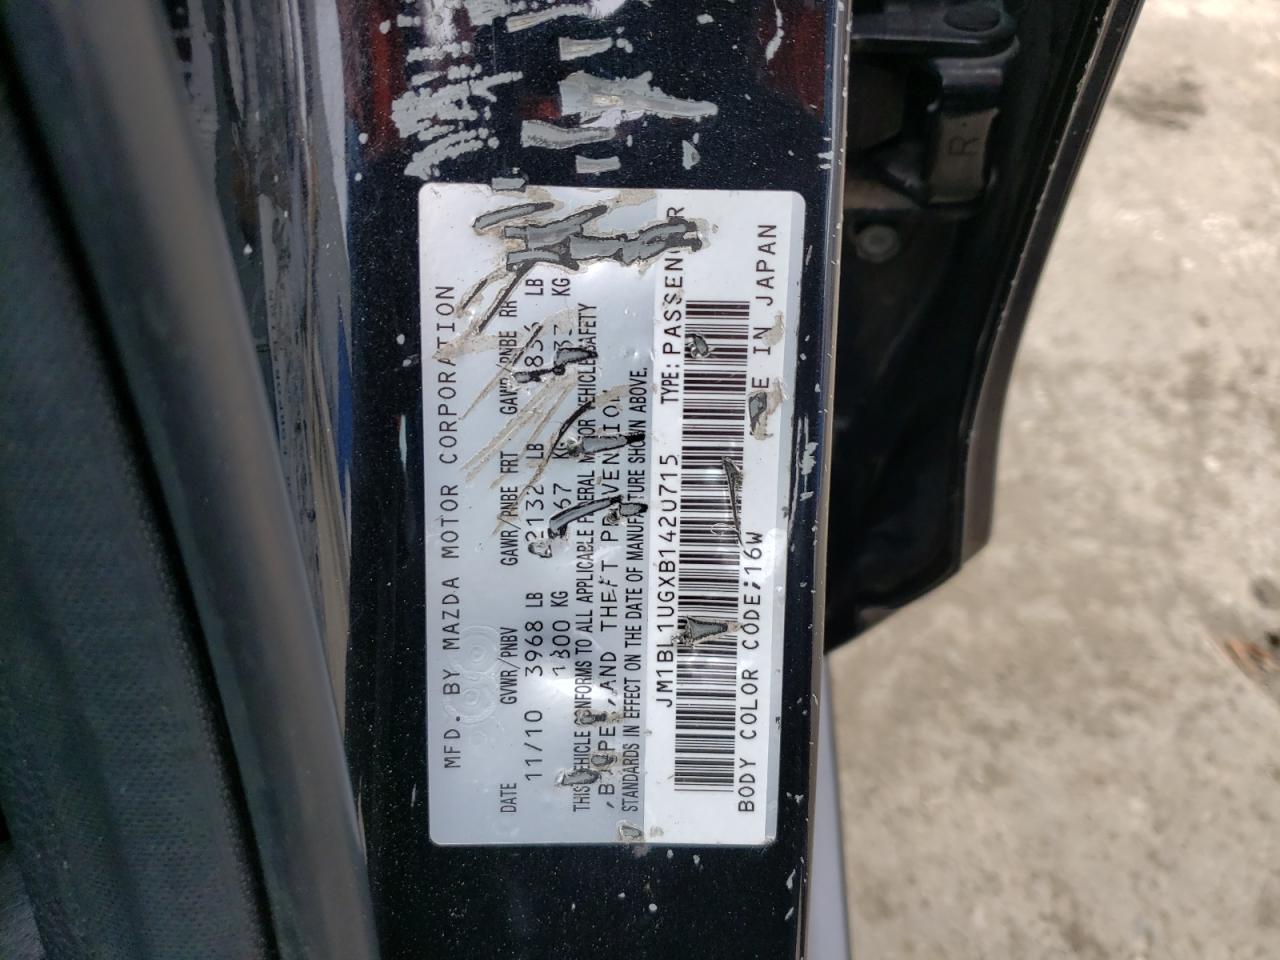 MFD. BY MAZDA MOTOR CORPORATION
DATE GVWR/PNBV GAWR/PNBE FRT GAWR/PNBE RR
11/10 3968 LB 2132 LB LB
1800 KG KG
THIS VEHICLE CONFORMS TO ALL APPLICABLE FEDERAL MOTOR VEHICLE SAFETY
, AND THEFT PREVENTION
STANDARDS IN EFFECT ON THE DATE OF MANUFACTURE SHOWN ABOVE.
JM1BL1UGXB1420715 TYPE:
BODY COLOR CODE:16W IN JAPAN
R